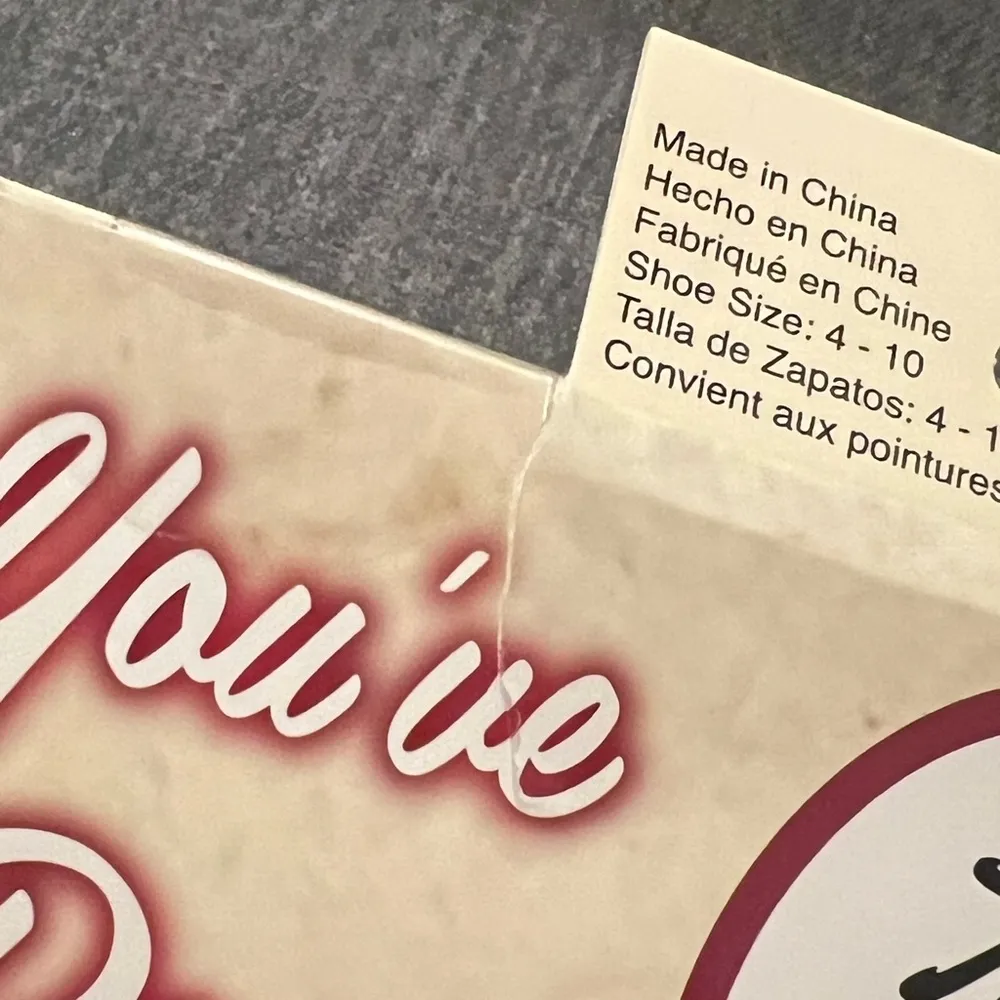 Made in China
Hecho en China
Fabriqué en Chine
Shoe Size: 4 - 10
Talla de Zapatos: 4 -
Convient aux pointures
You've